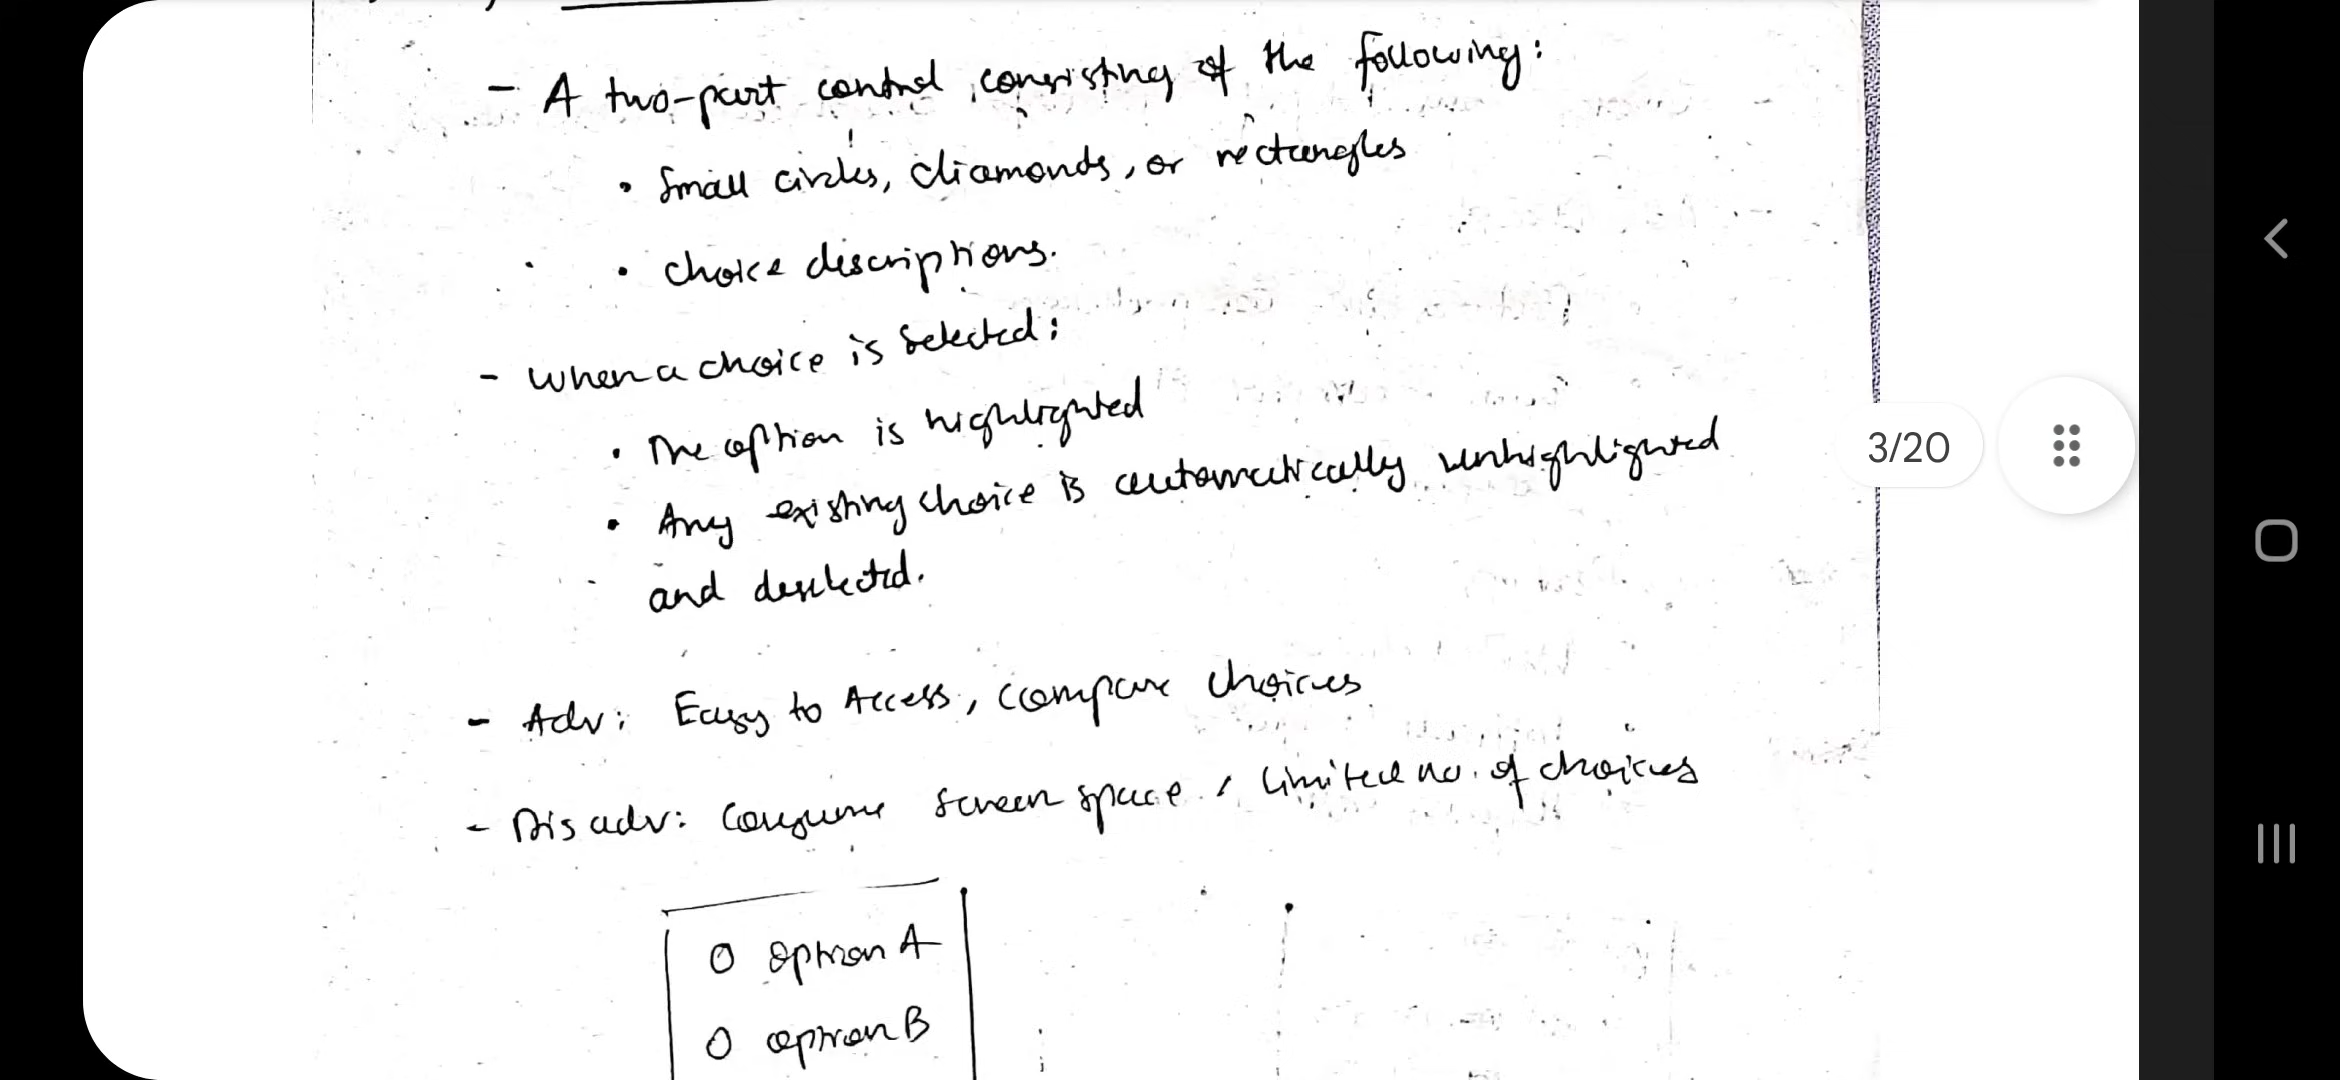 - A two-part control consisting of the following:
• Small circles, diamonds, or rectangles
• choice descriptions.
- When a choice is selected:
• The option is highlighted
• Any existing choice is automatically unhighlighted
and deselected.
3/20
- Adv: Easy to Access, compare choices
- Disadv: Consume screen space, limited no. of choices
O option A
O option B